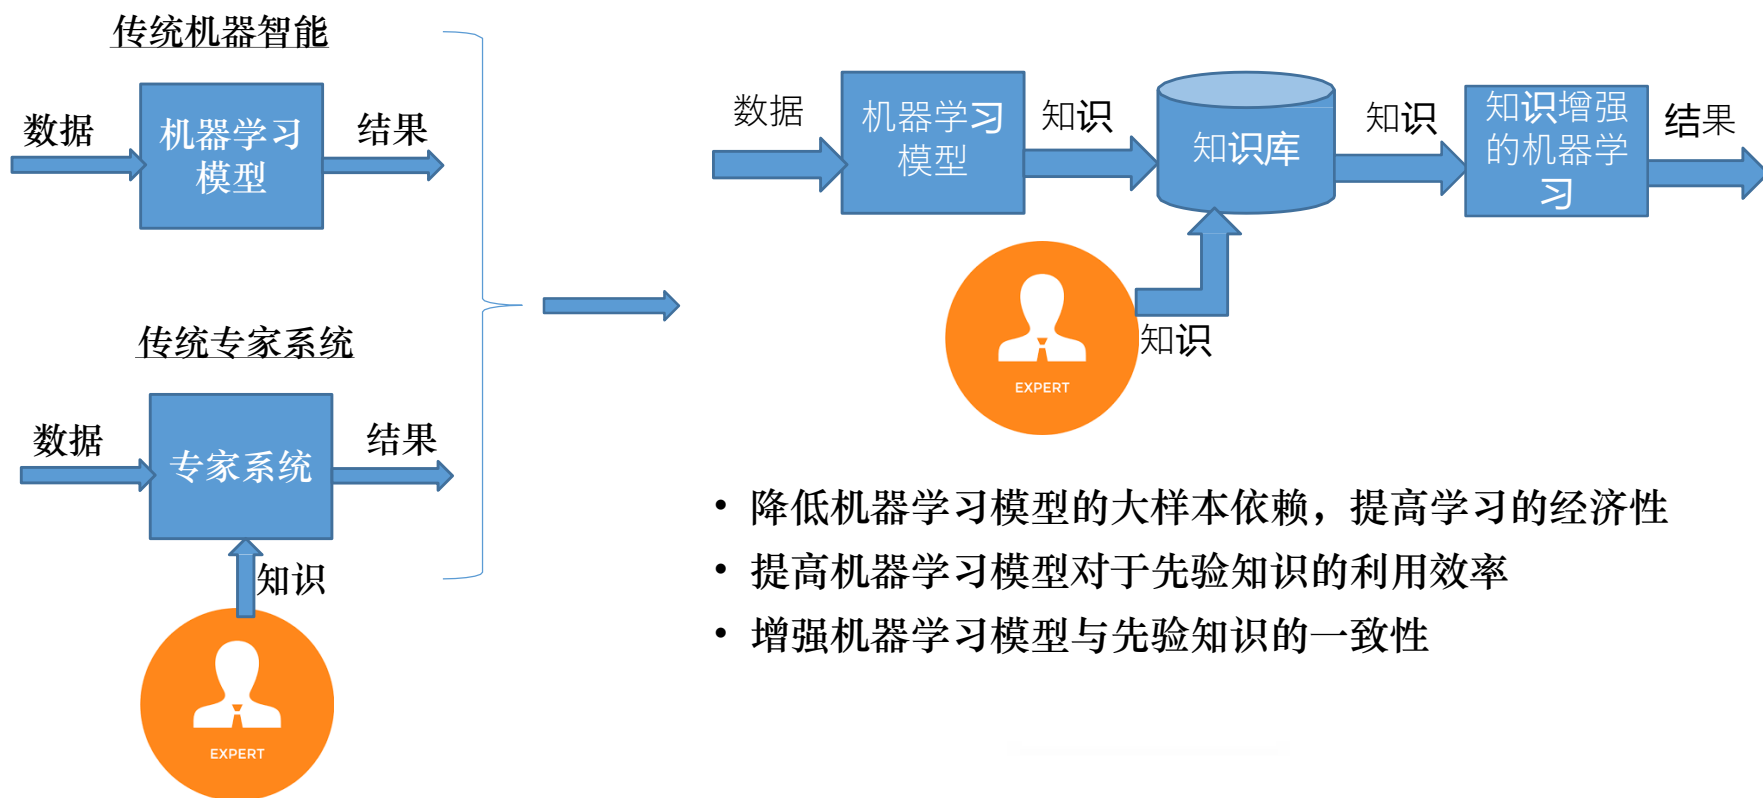 传统机器智能
数据
机器学习
模型
结果
传统专家系统
数据
专家系统
结果
知识
EXPERT
数据
机器学习
模型
知识
知识库
知识
知识增强
的机器学
习
结果
知识
EXPERT
• 降低机器学习模型的大样本依赖，提高学习的经济性
• 提高机器学习模型对于先验知识的利用效率
• 增强机器学习模型与先验知识的一致性